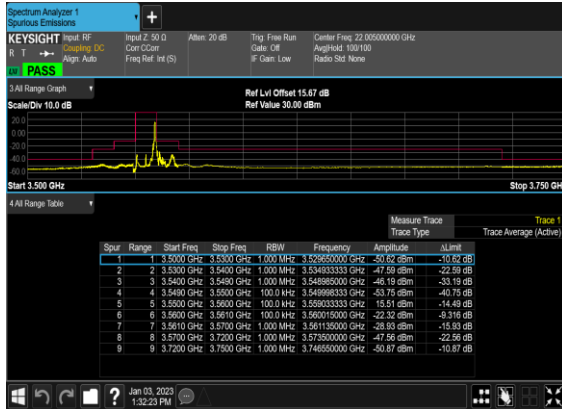 Spectrum Analyzer 1
Spurious Emissions
+
KEYSIGHT Input: RF Input Z: 50 Ω Atten: 20 dB Trig: Free Run Center Freq: 22.005000000 GHz
R T Coupling: DC Corr CCorr Gate: Off Avg|Hold: 100/100
Align: Auto Freq Ref: Int (S) IF Gain: Low Radio Std: None
PASS
3 All Range Graph Ref Lvl Offset 15.67 dB
Scale/Div 10.0 dB Ref Value 30.00 dBm
20.0
0.00
-20.0
-40.0
-60.0
Start 3.500 GHz Stop 3.750 GH
4 All Range Table
Measure Trace Trace 1
Trace Type Trace Average (Active)
Spur Range Start Freq Stop Freq RBW Frequency Amplitude ΔLimit
1 1 3.5000 GHz 3.5300 GHz 1.000 MHz 3.529650000 GHz -50.62 dBm -10.62 dB
2 2 3.5300 GHz 3.5400 GHz 1.000 MHz 3.534933333 GHz -47.59 dBm -22.59 dB
3 3 3.5400 GHz 3.5490 GHz 1.000 MHz 3.548985000 GHz -46.19 dBm -33.19 dB
4 4 3.5490 GHz 3.5500 GHz 100.0 kHz 3.549998333 GHz -53.75 dBm -40.75 dB
5 5 3.5500 GHz 3.5600 GHz 100.0 kHz 3.559033333 GHz 15.51 dBm -14.49 dB
6 6 3.5600 GHz 3.5610 GHz 100.0 kHz 3.560015000 GHz -22.32 dBm -9.316 dB
7 7 3.5610 GHz 3.5700 GHz 1.000 MHz 3.561135000 GHz -28.93 dBm -15.93 dB
8 8 3.5700 GHz 3.7200 GHz 1.000 MHz 3.573500000 GHz -47.56 dBm -22.56 dB
9 9 3.7200 GHz 3.7500 GHz 1.000 MHz 3.746550000 GHz -50.87 dBm -10.87 dB
? Jan 03, 2023
1:32:23 PM